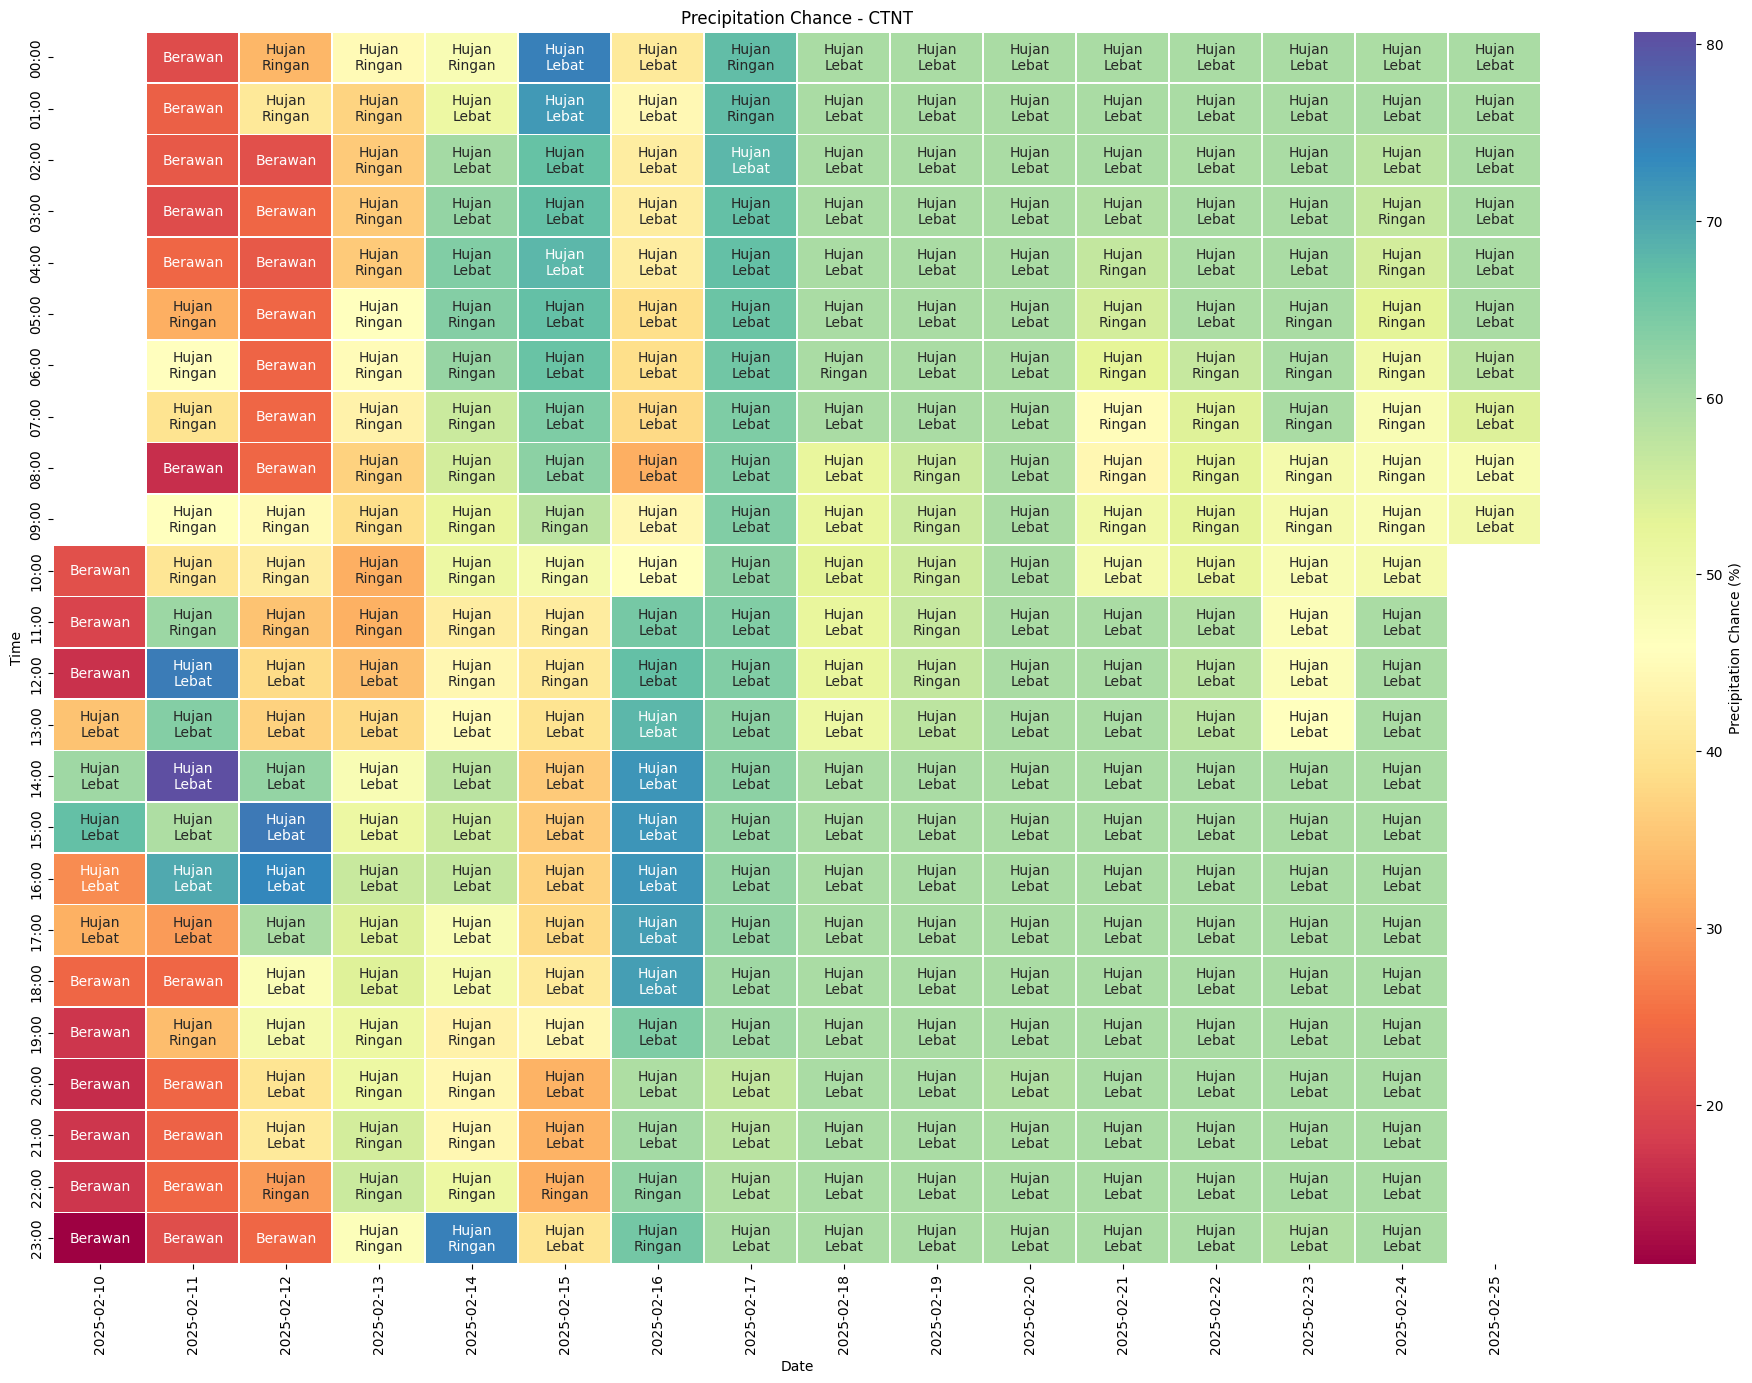 Precipitation Chance - CTNT
00:00 Berawan Hujan Ringan Hujan Ringan Hujan Ringan Hujan Lebat Hujan Lebat Hujan Ringan Hujan Lebat Hujan Lebat Hujan Lebat Hujan Lebat Hujan Lebat Hujan Lebat Hujan Lebat Hujan Lebat
01:00 Berawan Hujan Ringan Hujan Ringan Hujan Lebat Hujan Lebat Hujan Lebat Hujan Ringan Hujan Lebat Hujan Lebat Hujan Lebat Hujan Lebat Hujan Lebat Hujan Lebat Hujan Lebat Hujan Lebat
02:00 Berawan Berawan Hujan Ringan Hujan Lebat Hujan Lebat Hujan Lebat Hujan Lebat Hujan Lebat Hujan Lebat Hujan Lebat Hujan Lebat Hujan Lebat Hujan Lebat Hujan Lebat Hujan Lebat
03:00 Berawan Berawan Hujan Ringan Hujan Lebat Hujan Lebat Hujan Lebat Hujan Lebat Hujan Lebat Hujan Lebat Hujan Lebat Hujan Lebat Hujan Lebat Hujan Lebat Hujan Ringan Hujan Lebat
04:00 Berawan Berawan Hujan Ringan Hujan Lebat Hujan Lebat Hujan Lebat Hujan Lebat Hujan Lebat Hujan Lebat Hujan Lebat Hujan Ringan Hujan Lebat Hujan Lebat Hujan Ringan Hujan Lebat
05:00 Hujan Ringan Berawan Hujan Ringan Hujan Ringan Hujan Lebat Hujan Lebat Hujan Lebat Hujan Lebat Hujan Lebat Hujan Lebat Hujan Ringan Hujan Lebat Hujan Ringan Hujan Ringan Hujan Lebat
06:00 Hujan Ringan Berawan Hujan Ringan Hujan Ringan Hujan Lebat Hujan Lebat Hujan Lebat Hujan Ringan Hujan Lebat Hujan Lebat Hujan Ringan Hujan Ringan Hujan Ringan Hujan Ringan Hujan Lebat
07:00 Hujan Ringan Berawan Hujan Ringan Hujan Ringan Hujan Lebat Hujan Lebat Hujan Lebat Hujan Lebat Hujan Lebat Hujan Lebat Hujan Ringan Hujan Ringan Hujan Ringan Hujan Ringan Hujan Lebat
08:00 Berawan Berawan Hujan Ringan Hujan Ringan Hujan Lebat Hujan Lebat Hujan Lebat Hujan Lebat Hujan Ringan Hujan Lebat Hujan Ringan Hujan Ringan Hujan Ringan Hujan Ringan Hujan Lebat
09:00 Hujan Ringan Hujan Ringan Hujan Ringan Hujan Ringan Hujan Ringan Hujan Lebat Hujan Lebat Hujan Lebat Hujan Ringan Hujan Lebat Hujan Ringan Hujan Ringan Hujan Ringan Hujan Ringan Hujan Lebat
10:00 Berawan Hujan Ringan Hujan Ringan Hujan Ringan Hujan Ringan Hujan Ringan Hujan Lebat Hujan Lebat Hujan Lebat Hujan Ringan Hujan Lebat Hujan Lebat Hujan Lebat Hujan Lebat Hujan Lebat
11:00 Berawan Hujan Ringan Hujan Ringan Hujan Ringan Hujan Ringan Hujan Ringan Hujan Lebat Hujan Lebat Hujan Lebat Hujan Ringan Hujan Lebat Hujan Lebat Hujan Lebat Hujan Lebat Hujan Lebat
12:00 Berawan Hujan Lebat Hujan Lebat Hujan Lebat Hujan Ringan Hujan Ringan Hujan Lebat Hujan Lebat Hujan Lebat Hujan Ringan Hujan Lebat Hujan Lebat Hujan Lebat Hujan Lebat Hujan Lebat
13:00 Hujan Lebat Hujan Lebat Hujan Lebat Hujan Lebat Hujan Lebat Hujan Lebat Hujan Lebat Hujan Lebat Hujan Lebat Hujan Lebat Hujan Lebat Hujan Lebat Hujan Lebat Hujan Lebat Hujan Lebat
14:00 Hujan Lebat Hujan Lebat Hujan Lebat Hujan Lebat Hujan Lebat Hujan Lebat Hujan Lebat Hujan Lebat Hujan Lebat Hujan Lebat Hujan Lebat Hujan Lebat Hujan Lebat Hujan Lebat Hujan Lebat
15:00 Hujan Lebat Hujan Lebat Hujan Lebat Hujan Lebat Hujan Lebat Hujan Lebat Hujan Lebat Hujan Lebat Hujan Lebat Hujan Lebat Hujan Lebat Hujan Lebat Hujan Lebat Hujan Lebat Hujan Lebat
16:00 Hujan Lebat Hujan Lebat Hujan Lebat Hujan Lebat Hujan Lebat Hujan Lebat Hujan Lebat Hujan Lebat Hujan Lebat Hujan Lebat Hujan Lebat Hujan Lebat Hujan Lebat Hujan Lebat Hujan Lebat
17:00 Hujan Lebat Hujan Lebat Hujan Lebat Hujan Lebat Hujan Lebat Hujan Lebat Hujan Lebat Hujan Lebat Hujan Lebat Hujan Lebat Hujan Lebat Hujan Lebat Hujan Lebat Hujan Lebat Hujan Lebat
18:00 Berawan Berawan Hujan Lebat Hujan Lebat Hujan Lebat Hujan Lebat Hujan Lebat Hujan Lebat Hujan Lebat Hujan Lebat Hujan Lebat Hujan Lebat Hujan Lebat Hujan Lebat Hujan Lebat
19:00 Berawan Hujan Ringan Hujan Lebat Hujan Ringan Hujan Ringan Hujan Lebat Hujan Lebat Hujan Lebat Hujan Lebat Hujan Lebat Hujan Lebat Hujan Lebat Hujan Lebat Hujan Lebat Hujan Lebat
20:00 Berawan Berawan Hujan Lebat Hujan Ringan Hujan Ringan Hujan Lebat Hujan Lebat Hujan Lebat Hujan Lebat Hujan Lebat Hujan Lebat Hujan Lebat Hujan Lebat Hujan Lebat Hujan Lebat
21:00 Berawan Berawan Hujan Lebat Hujan Ringan Hujan Ringan Hujan Lebat Hujan Lebat Hujan Lebat Hujan Lebat Hujan Lebat Hujan Lebat Hujan Lebat Hujan Lebat Hujan Lebat Hujan Lebat
22:00 Berawan Berawan Hujan Ringan Hujan Ringan Hujan Ringan Hujan Ringan Hujan Ringan Hujan Lebat Hujan Lebat Hujan Lebat Hujan Lebat Hujan Lebat Hujan Lebat Hujan Lebat Hujan Lebat
23:00 Berawan Berawan Berawan Hujan Ringan Hujan Ringan Hujan Lebat Hujan Ringan Hujan Lebat Hujan Lebat Hujan Lebat Hujan Lebat Hujan Lebat Hujan Lebat Hujan Lebat Hujan Lebat
Time
2025-02-10 2025-02-11 2025-02-12 2025-02-13 2025-02-14 2025-02-15 2025-02-16 2025-02-17 2025-02-18 2025-02-19 2025-02-20 2025-02-21 2025-02-22 2025-02-23 2025-02-24 2025-02-25
Date
80
70
60
50
40
30
20
Precipitation Chance (%)